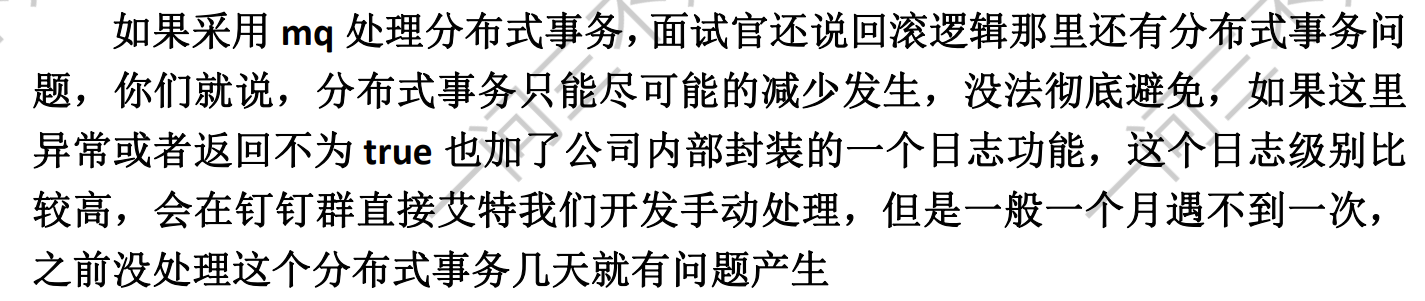 如果采用 mq 处理分布式事务，面试官还说回滚逻辑那里还有分布式事务问
题，你们就说，分布式事务只能尽可能的减少发生，没法彻底避免，如果这里
异常或者返回不为 true 也加了公司内部封装的一个日志功能，这个日志级别比
较高，会在钉钉群直接艾特我们开发手动处理，但是一般一个月遇不到一次，
之前没处理这个分布式事务几天就有问题产生